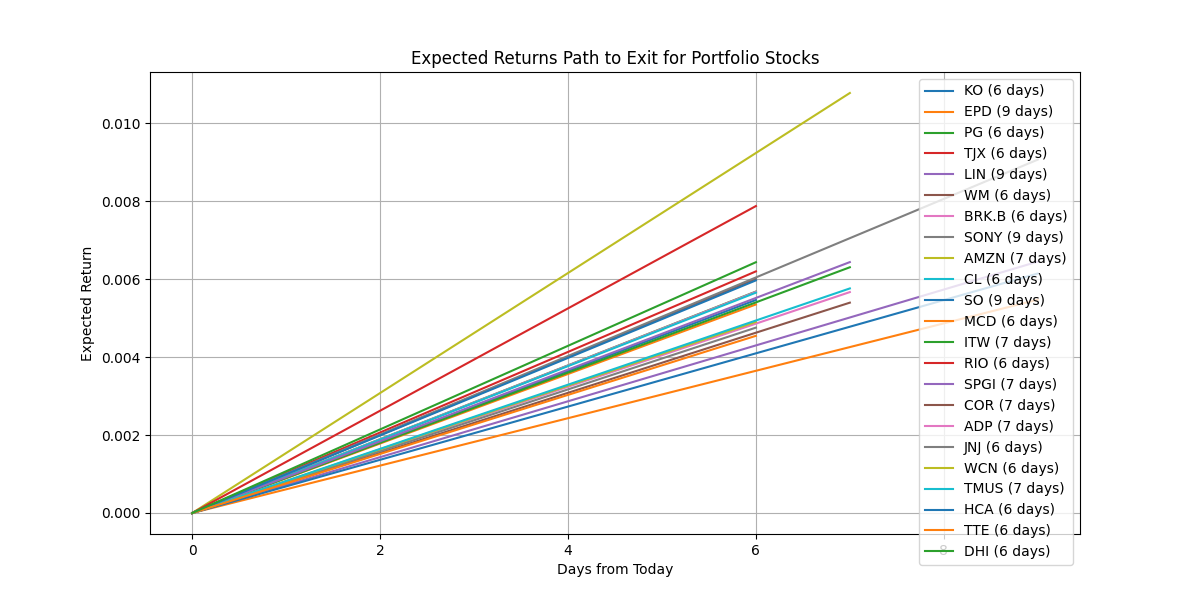 Expected Returns Path to Exit for Portfolio Stocks
Expected Return
0.010
0.008
0.006
0.004
0.002
0.000
0
2
4
6
8
Days from Today
KO (6 days)
EPD (9 days)
PG (6 days)
TJX (6 days)
LIN (9 days)
WM (6 days)
BRK.B (6 days)
SONY (9 days)
AMZN (7 days)
CL (6 days)
SO (9 days)
MCD (6 days)
ITW (7 days)
RIO (6 days)
SPGI (7 days)
COR (7 days)
ADP (7 days)
JNJ (6 days)
WCN (6 days)
TMUS (7 days)
HCA (6 days)
TTE (6 days)
DHI (6 days)